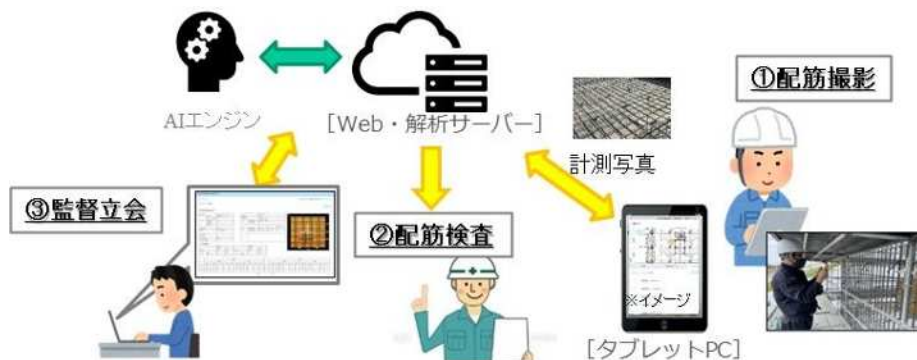 ①配筋撮影
AIエンジン
[Web・解析サーバー]
計測写真
③監督立会
②配筋検査
※イメージ
[タブレットPC]